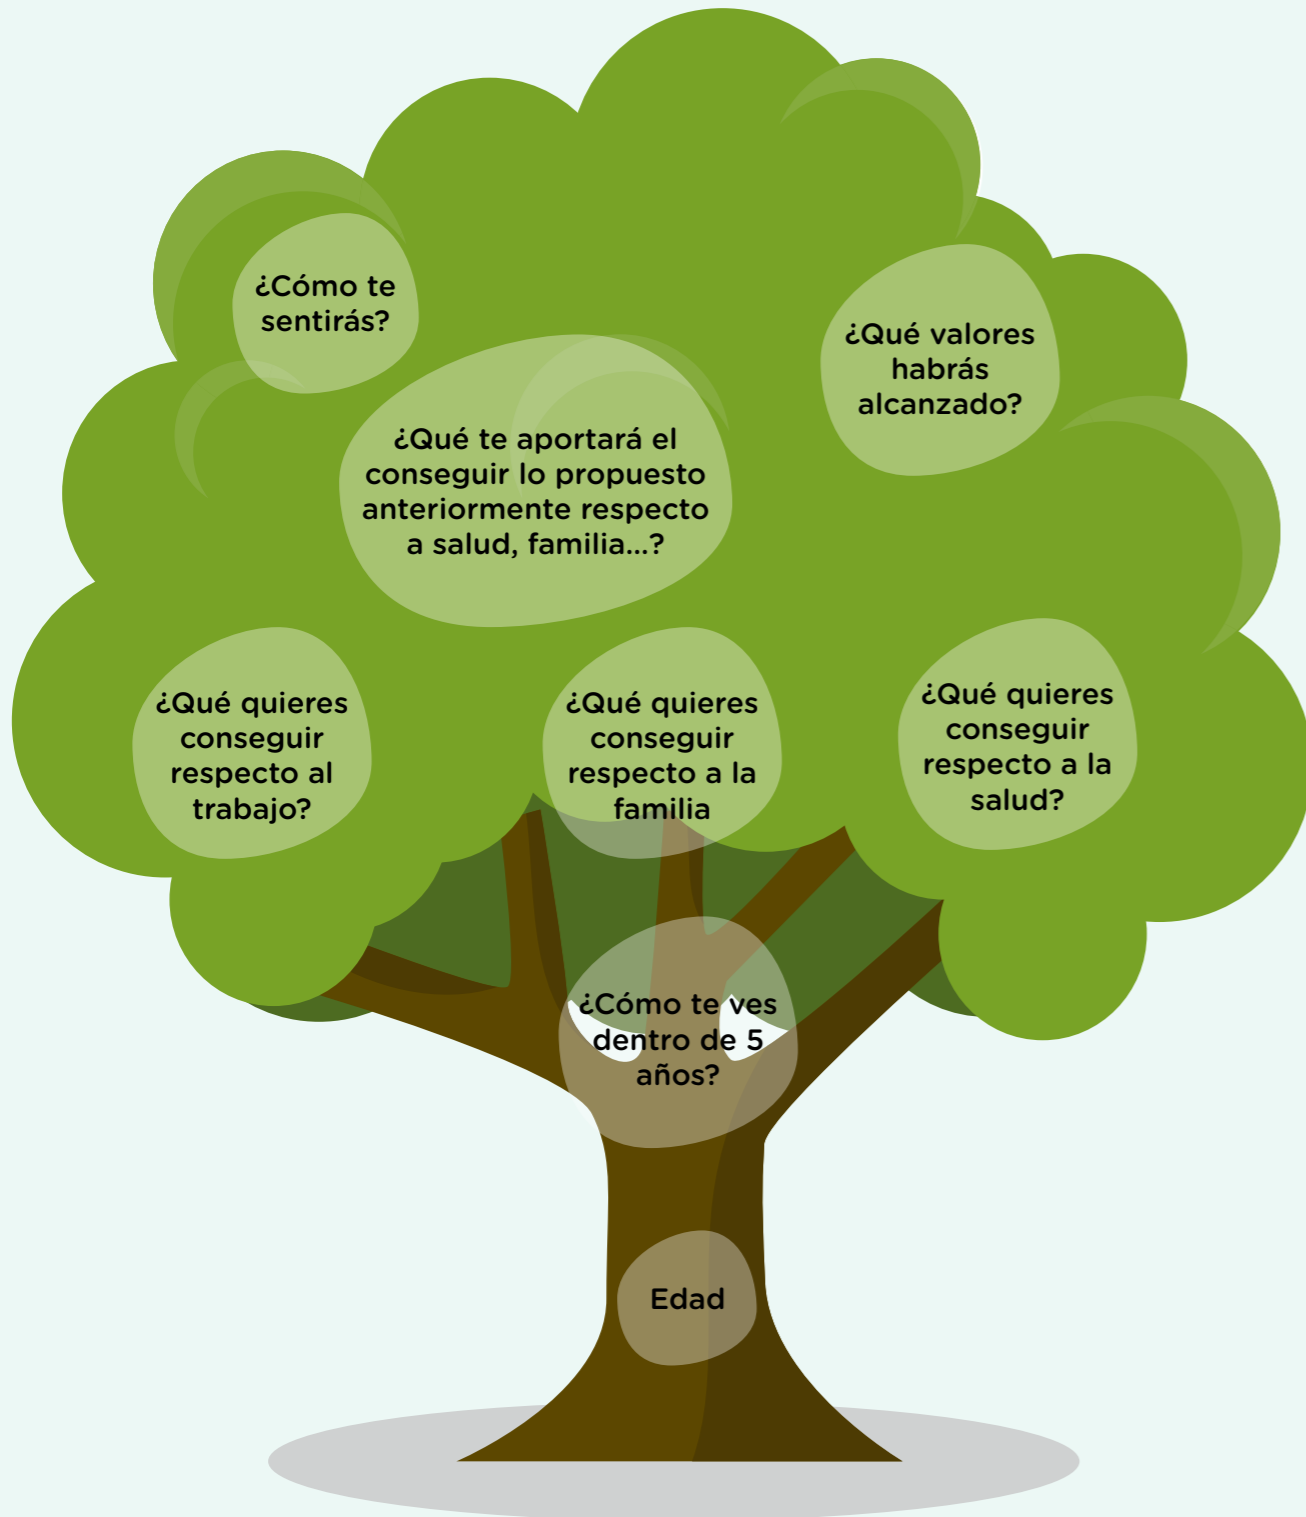 ¿Cómo te
sentirás?
¿Qué valores
habrás
alcanzado?
¿Qué te aportará el
conseguir lo propuesto
anteriormente respecto
a salud, familia...?
¿Qué quieres
conseguir
respecto al
trabajo?
¿Qué quieres
conseguir
respecto a la
familia
¿Qué quieres
conseguir
respecto a la
salud?
¿Cómo te ves
dentro de 5
años?
Edad